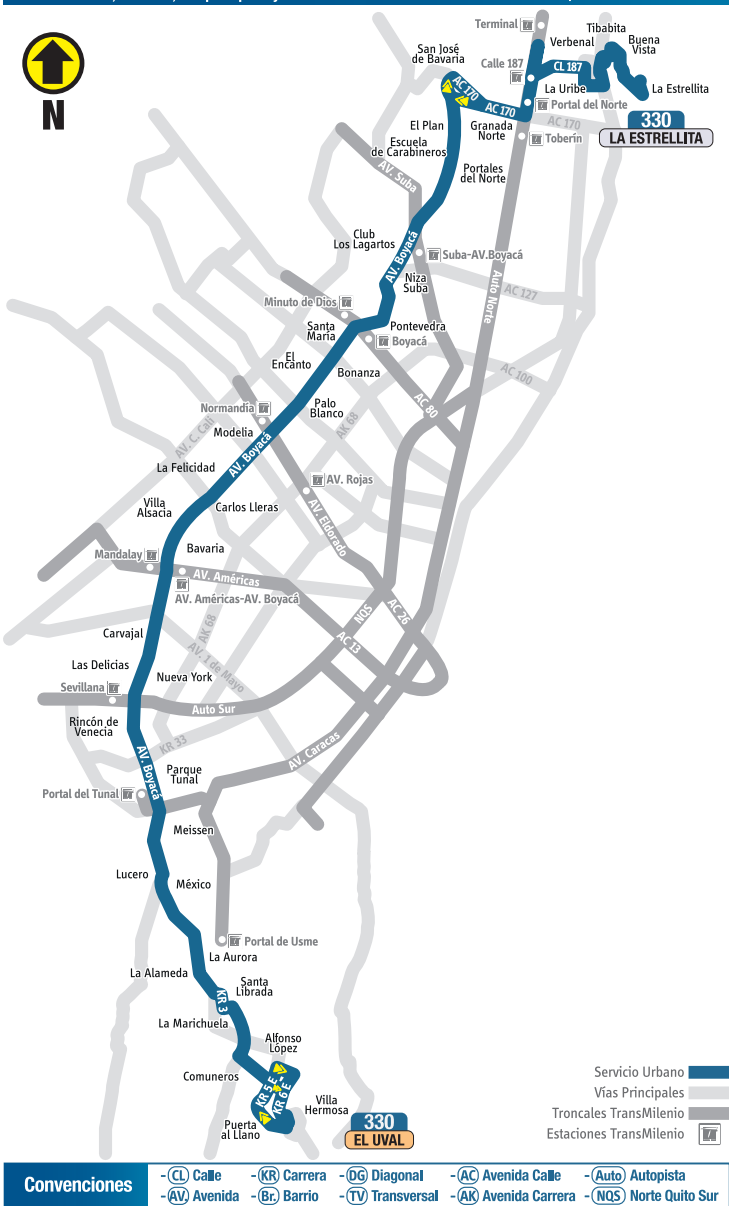 Terminal
Tibabita
Verbenal
Buena
Vista
San José
de Bavaria
Calle 187
CL 187
La Uribe
La Estrellita
AC 170
AC 170
Portal del Norte
330
LA ESTRELLITA
N
El Plan
Granada
Norte
AC 170
Toberín
Escuela
de Carabineros
Portales
del Norte
AV. Suba
Club
Los Lagartos
AV. Boyacá
Suba-AV.Boyacá
Niza
Suba
AC 127
Auto Norte
Minuto de Dios
Santa
María
Pontevedra
Boyacá
El
Encanto
Bonanza
AC 100
Palo
Blanco
AC 80
Normandía
AK 68
AV. C. Cali
Modelia
AV. Boyacá
La Felicidad
AV. Rojas
Villa
Alsacia
Carlos Lleras
AV. Eldorado
Bavaria
Mandalay
AV. Américas
AV. Américas-AV. Boyacá
NQS
AC 26
AK 68
AC 13
Carvajal
AV. 1 de Mayo
Las Delicias
Nueva York
Sevillana
Auto Sur
Rincón de
Venecia
KR 33
AV. Boyacá
AV. Caracas
Parque
Tunal
Portal del Tunal
Meissen
Lucero
México
Portal de Usme
La Aurora
La Alameda
Santa
Librada
KR 3
La Marichuela
Alfonso
López
Comuneros
KR 5 E
KR 6 E
Villa
Hermosa
Puerta
al Llano
330
EL UVAL
Servicio Urbano
Vías Principales
Troncales TransMilenio
Estaciones TransMilenio
Convenciones
- CL Calle - KR Carrera - DG Diagonal - AC Avenida Calle - Auto Autopista
- AV. Avenida - Br. Barrio - TV Transversal - AK Avenida Carrera - NQS Norte Quito Sur